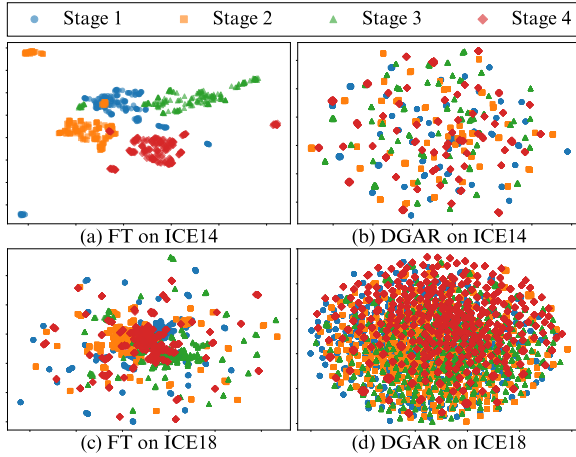 Stage 1 Stage 2 Stage 3 Stage 4
(a) FT on ICE14 (b) DGAR on ICE14
(c) FT on ICE18 (d) DGAR on ICE18